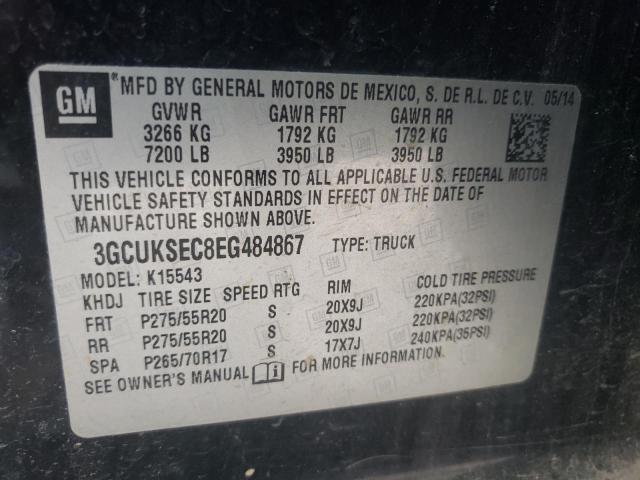 GM
® MFD BY GENERAL MOTORS DE MEXICO, S. DE R.L. DE C.V. 05/14
GVWR GAWR FRT GAWR RR
3266 KG 1792 KG 1792 KG
7200 LB 3950 LB 3950 LB
THIS VEHICLE CONFORMS TO ALL APPLICABLE U.S. FEDERAL MOTOR
VEHICLE SAFETY STANDARDS IN EFFECT ON THE DATE OF
MANUFACTURE SHOWN ABOVE.
3GCUKSEC8EG484867 TYPE: TRUCK
MODEL: K15543
KHDJ TIRE SIZE SPEED RTG RIM COLD TIRE PRESSURE
FRT P275/55R20 S 20X9J 220KPA(32PSI)
RR P275/55R20 S 20X9J 220KPA(32PSI)
SPA P265/70R17 S 17X7J 240KPA(35PSI)
SEE OWNER'S MANUAL FOR MORE INFORMATION.